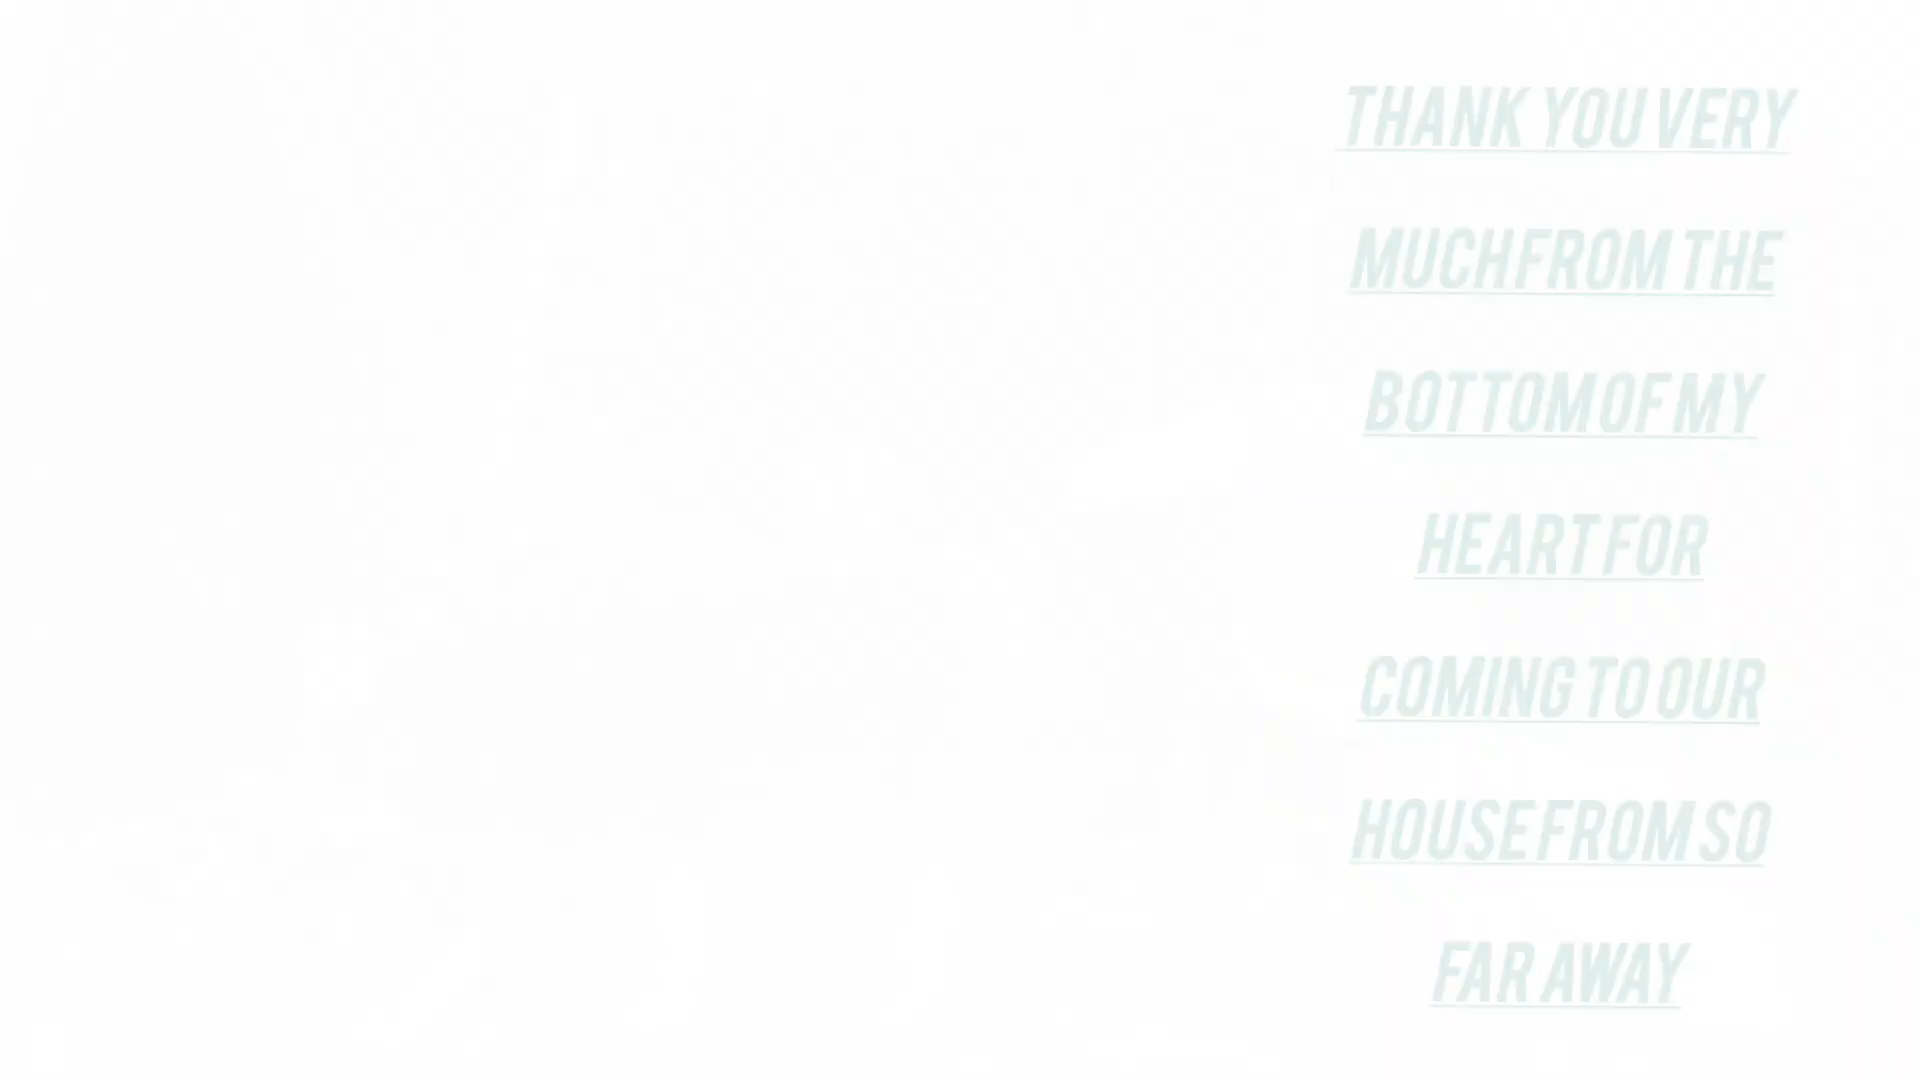 THANK YOU VERY
MUCH FROM THE
BOTTOM OF MY
HEART FOR
COMING TO OUR
HOUSE FROM SO
FAR AWAY